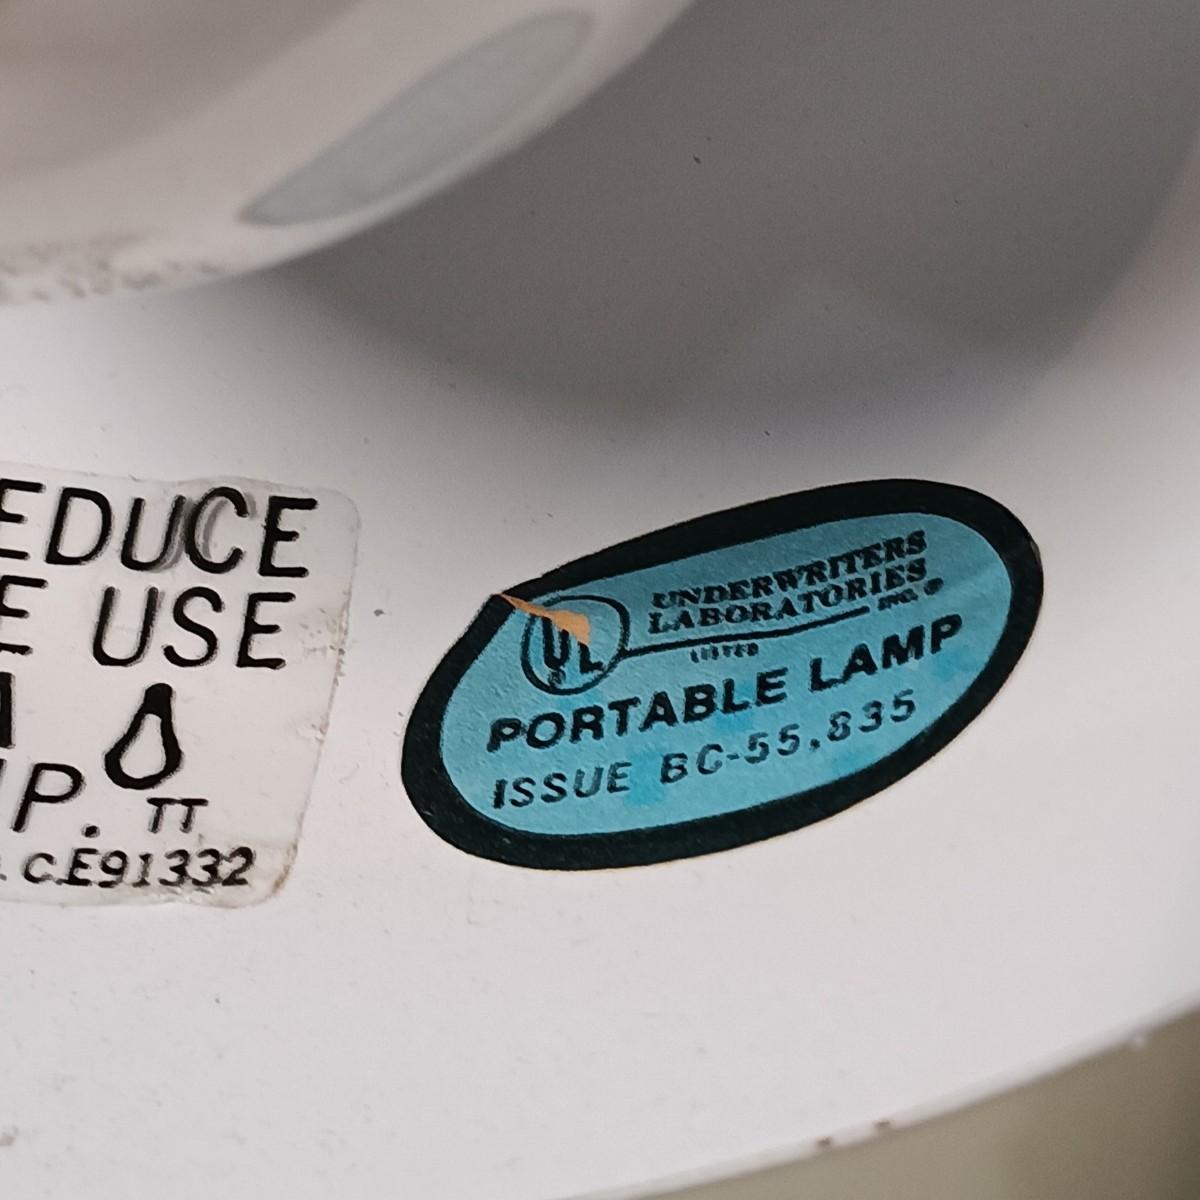 EDUCE
E USE
P.
TT
C.E91332
UL
UNDERWRITERS
LABORATORIES
INC. ®
LISTED
PORTABLE LAMP
ISSUE BC-55,835